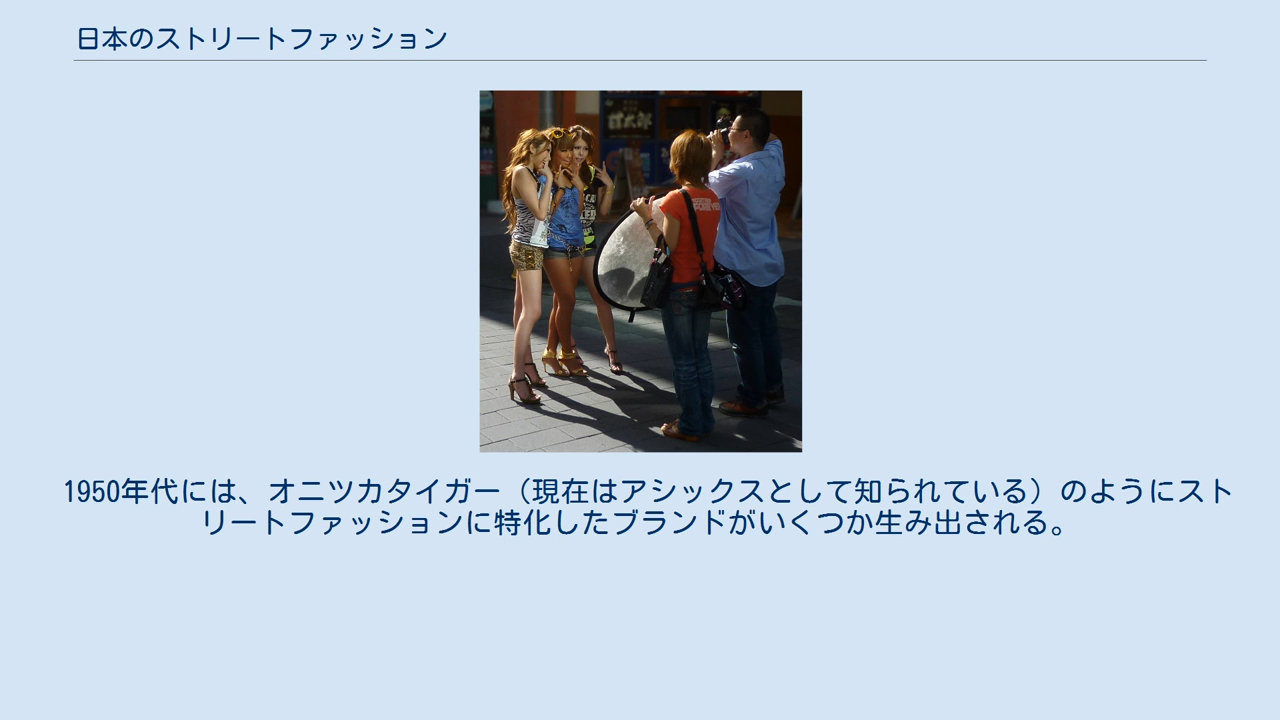 日本のストリートファッション
FOREVER
1950年代には、オニツカタイガー（現在はアシックスとして知られている）のようにスト
リートファッションに特化したブランドがいくつか生み出される。